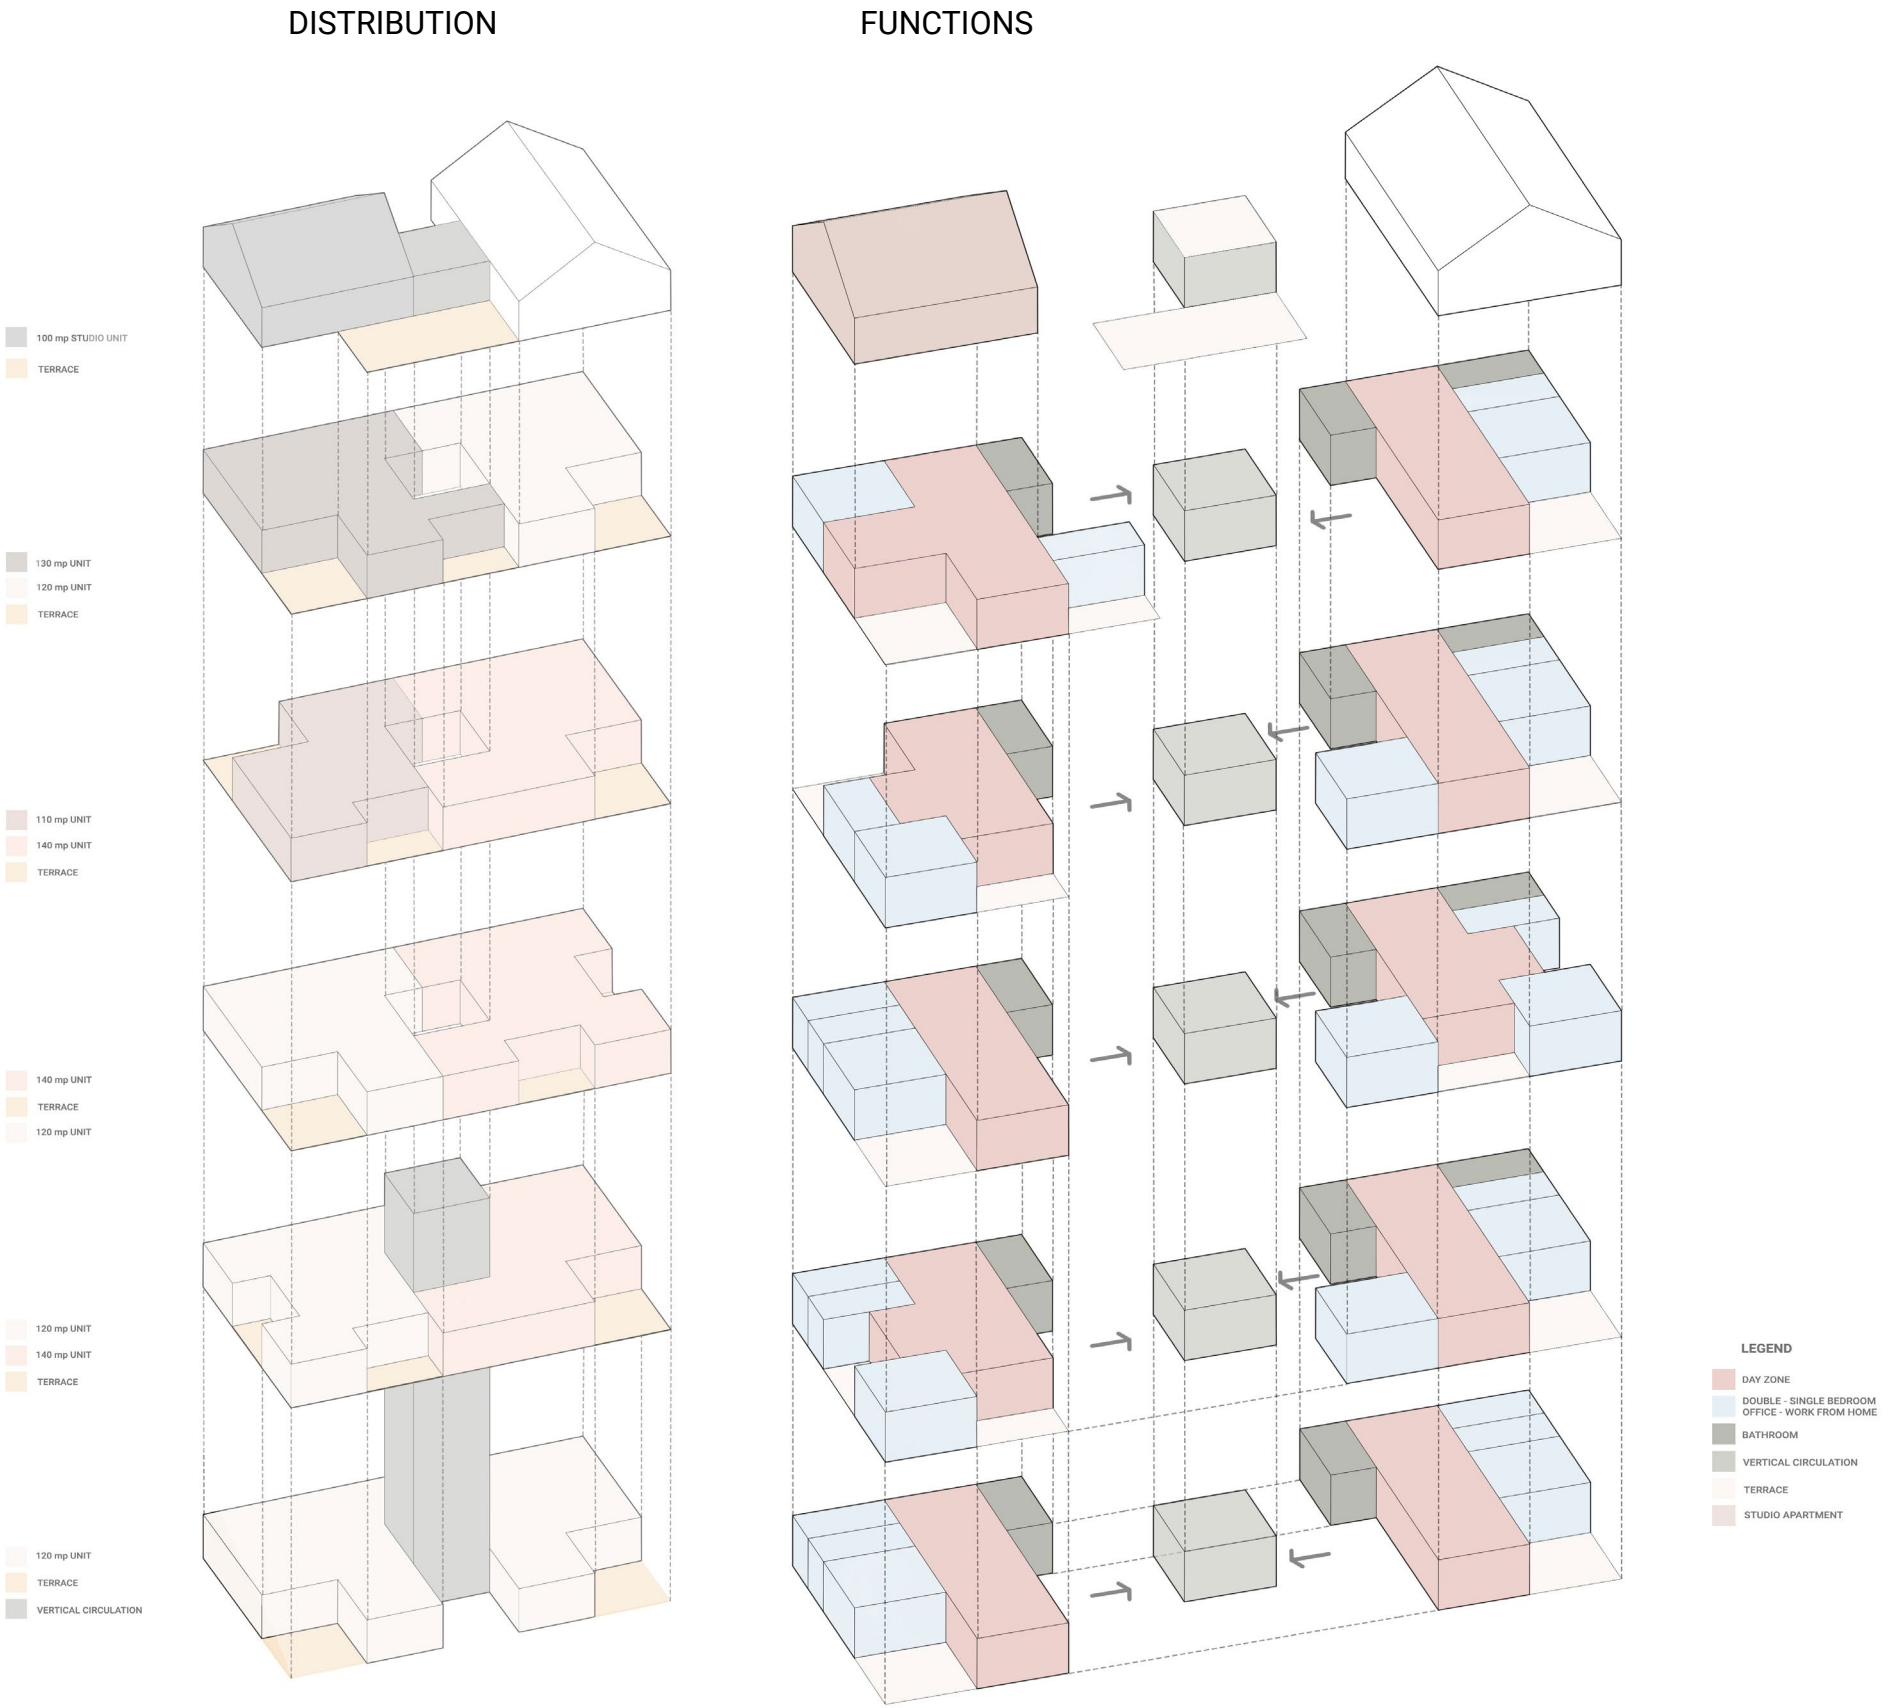 DISTRIBUTION
FUNCTIONS
100 mp STUDIO UNIT
TERRACE
130 mp UNIT
120 mp UNIT
TERRACE
110 mp UNIT
140 mp UNIT
TERRACE
140 mp UNIT
TERRACE
120 mp UNIT
120 mp UNIT
140 mp UNIT
TERRACE
120 mp UNIT
TERRACE
VERTICAL CIRCULATION
LEGEND
DAY ZONE
DOUBLE - SINGLE BEDROOM
OFFICE - WORK FROM HOME
BATHROOM
VERTICAL CIRCULATION
TERRACE
STUDIO APARTMENT